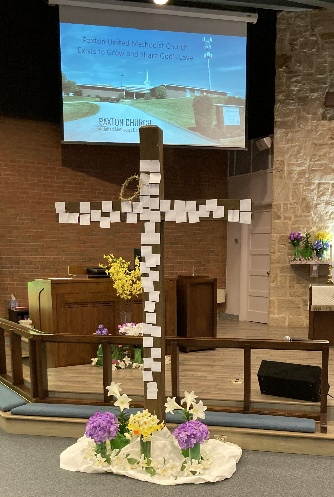 Paxton United Methodist Church
Exists to Grow and Share God's Love
PAXTON CHURCH